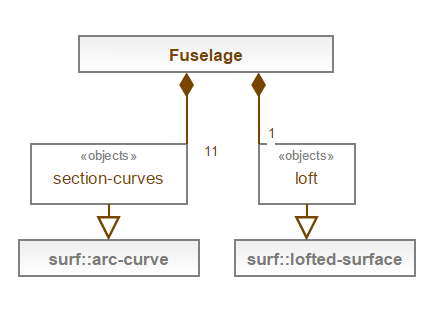 Fuselage
1
11
«objects»
section-curves
«objects»
loft
surf::arc-curve
surf::lofted-surface